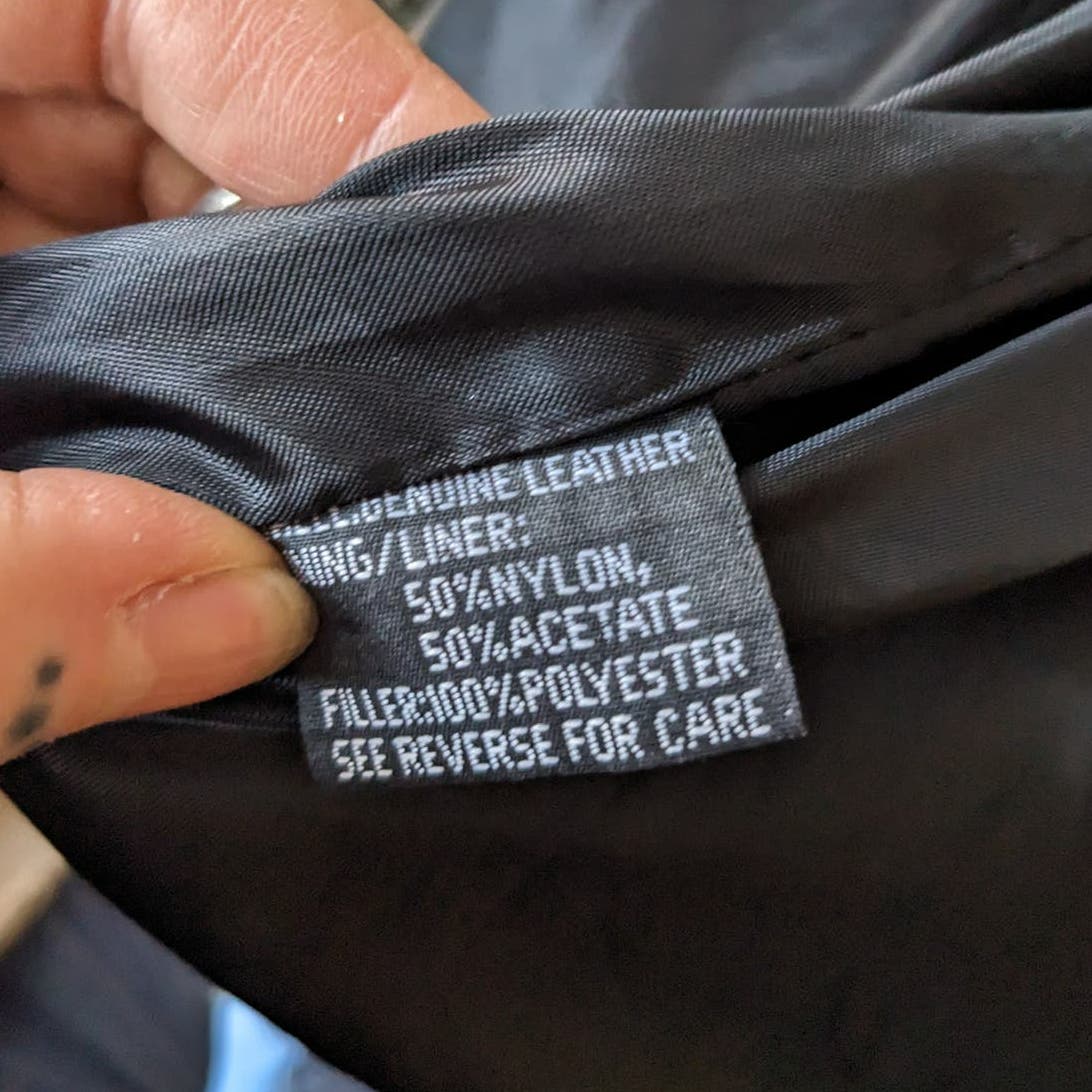 GENUINE LEATHER
/LINER:
50%NYLON,
50%ACETATE
FILLER:100%POLYESTER
SEE REVERSE FOR CARE